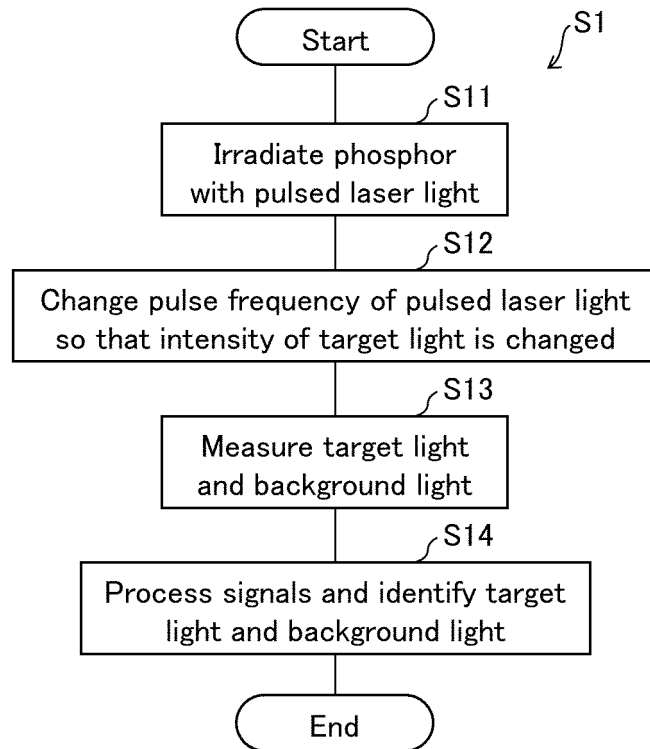 Start
S1
S11
Irradiate phosphor
with pulsed laser light
S12
Change pulse frequency of pulsed laser light
so that intensity of target light is changed
S13
Measure target light
and background light
S14
Process signals and identify target
light and background light
End